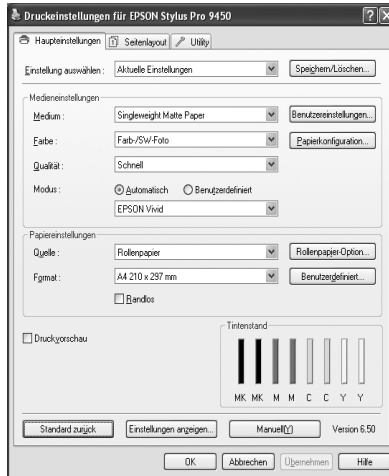 Druckeinstellungen für EPSON Stylus Pro 9450
Haupteinstellungen Seitenlayout Utility
Einstellung auswählen : Aktuelle Einstellungen Speichern/Löschen...
Medieneinstellungen
Medium : Singleweight Matte Paper Benutzereinstellungen...
Farbe : Farb-/SW-Foto Papierkonfiguration...
Qualität : Schnell
Modus : Automatisch Benutzerdefiniert
EPSON Vivid
Papiereinstellungen
Quelle : Rollenpapier Rollenpapier-Option...
Format : A4 210 x 297 mm Benutzerdefiniert...
Randlos
Druckvorschau
Tintenstand
MK MK M M C C Y Y
Standard zurück Einstellungen anzeigen... Manuell(Y) Version 6.50
OK Abbrechen Übernehmen Hilfe